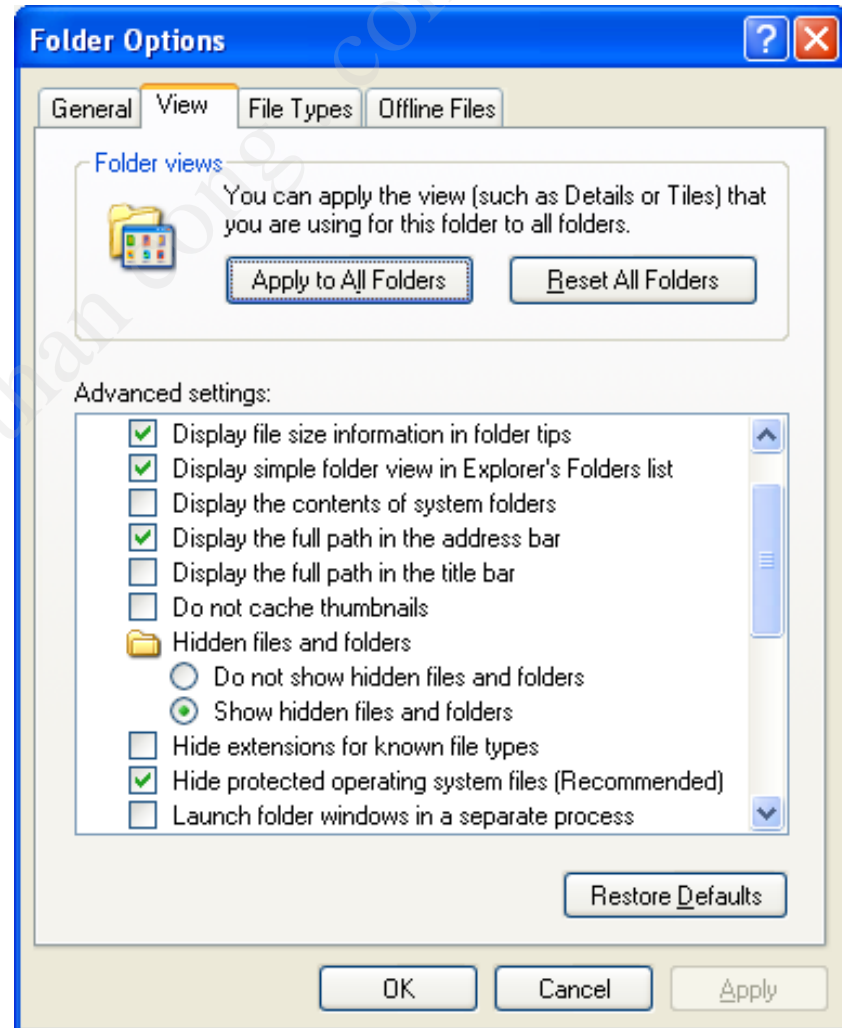 Folder Options
General View File Types Offline Files
Folder views
You can apply the view (such as Details or Tiles) that
you are using for this folder to all folders.
Apply to All Folders Reset All Folders
Advanced settings:
Display file size information in folder tips
Display simple folder view in Explorer's Folders list
Display the contents of system folders
Display the full path in the address bar
Display the full path in the title bar
Do not cache thumbnails
Hidden files and folders
Do not show hidden files and folders
Show hidden files and folders
Hide extensions for known file types
Hide protected operating system files (Recommended)
Launch folder windows in a separate process
Restore Defaults
OK Cancel Apply